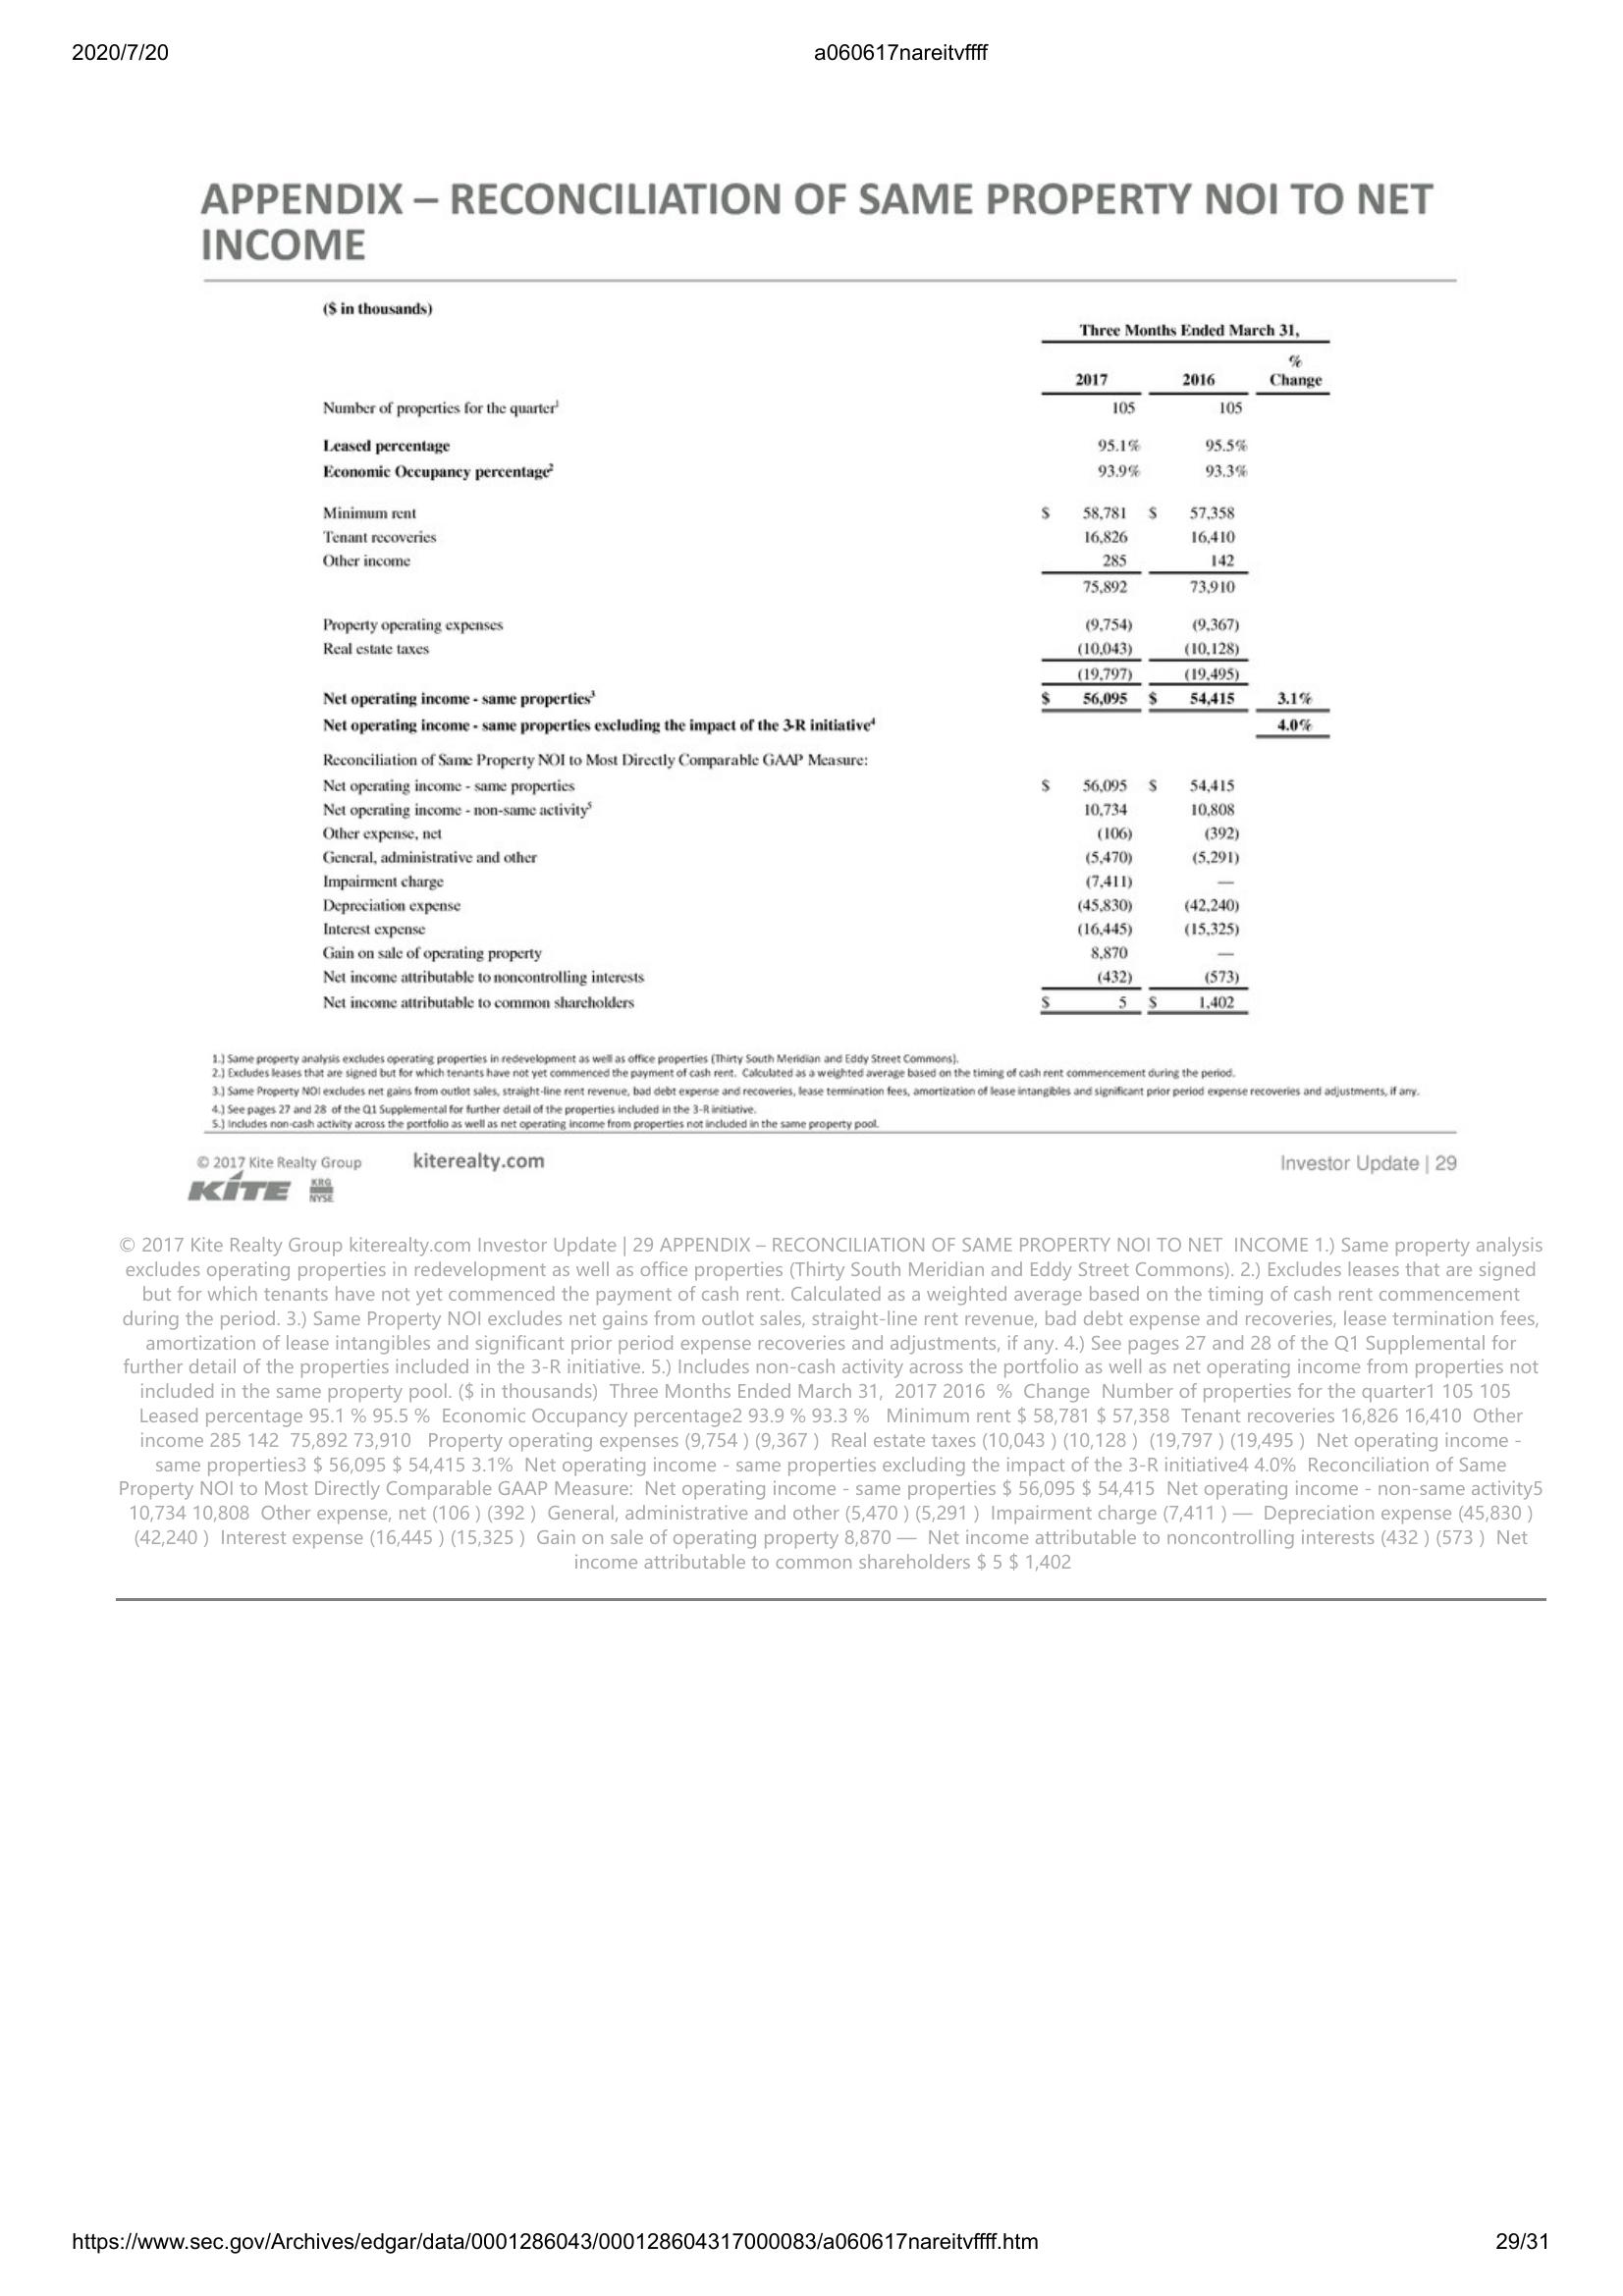 2020/7/20 a060617nareitvffff
APPENDIX – RECONCILIATION OF SAME PROPERTY NOI TO NET
INCOME
($ in thousands)
Three Months Ended March 31,
%
2017 2016 Change
Number of properties for the quarter1 105 105
Leased percentage 95.1% 95.5%
Economic Occupancy percentage2 93.9% 93.3%
Minimum rent $ 58,781 $ 57,358
Tenant recoveries 16,826 16,410
Other income 285 142
75,892 73,910
Property operating expenses (9,754) (9,367)
Real estate taxes (10,043) (10,128)
(19,797) (19,495)
Net operating income - same properties3 $ 56,095 $ 54,415 3.1%
Net operating income - same properties excluding the impact of the 3-R initiative4 4.0%
Reconciliation of Same Property NOI to Most Directly Comparable GAAP Measure:
Net operating income - same properties $ 56,095 $ 54,415
Net operating income - non-same activity5 10,734 10,808
Other expense, net (106) (392)
General, administrative and other (5,470) (5,291)
Impairment charge (7,411) —
Depreciation expense (45,830) (42,240)
Interest expense (16,445) (15,325)
Gain on sale of operating property 8,870 —
Net income attributable to noncontrolling interests (432) (573)
Net income attributable to common shareholders $ 5 $ 1,402
1.) Same property analysis excludes operating properties in redevelopment as well as office properties (Thirty South Meridian and Eddy Street Commons).
2.) Excludes leases that are signed but for which tenants have not yet commenced the payment of cash rent. Calculated as a weighted average based on the timing of cash rent commencement during the period.
3.) Same Property NOI excludes net gains from outlot sales, straight-line rent revenue, bad debt expense and recoveries, lease termination fees, amortization of lease intangibles and significant prior period expense recoveries and adjustments, if any.
4.) See pages 27 and 28 of the Q1 Supplemental for further detail of the properties included in the 3-R initiative.
5.) Includes non-cash activity across the portfolio as well as net operating income from properties not included in the same property pool.
© 2017 Kite Realty Group kiterealty.com Investor Update | 29
KITE KRG
NYSE
© 2017 Kite Realty Group kiterealty.com Investor Update | 29 APPENDIX – RECONCILIATION OF SAME PROPERTY NOI TO NET INCOME 1.) Same property analysis
excludes operating properties in redevelopment as well as office properties (Thirty South Meridian and Eddy Street Commons). 2.) Excludes leases that are signed
but for which tenants have not yet commenced the payment of cash rent. Calculated as a weighted average based on the timing of cash rent commencement
during the period. 3.) Same Property NOI excludes net gains from outlot sales, straight-line rent revenue, bad debt expense and recoveries, lease termination fees,
amortization of lease intangibles and significant prior period expense recoveries and adjustments, if any. 4.) See pages 27 and 28 of the Q1 Supplemental for
further detail of the properties included in the 3-R initiative. 5.) Includes non-cash activity across the portfolio as well as net operating income from properties not
included in the same property pool. ($ in thousands) Three Months Ended March 31, 2017 2016 % Change Number of properties for the quarter1 105 105
Leased percentage 95.1 % 95.5 % Economic Occupancy percentage2 93.9 % 93.3 % Minimum rent $ 58,781 $ 57,358 Tenant recoveries 16,826 16,410 Other
income 285 142 75,892 73,910 Property operating expenses (9,754 ) (9,367 ) Real estate taxes (10,043 ) (10,128 ) (19,797 ) (19,495 ) Net operating income -
same properties3 $ 56,095 $ 54,415 3.1% Net operating income - same properties excluding the impact of the 3-R initiative4 4.0% Reconciliation of Same
Property NOI to Most Directly Comparable GAAP Measure: Net operating income - same properties $ 56,095 $ 54,415 Net operating income - non-same activity5
10,734 10,808 Other expense, net (106 ) (392 ) General, administrative and other (5,470 ) (5,291 ) Impairment charge (7,411 ) — Depreciation expense (45,830 )
(42,240 ) Interest expense (16,445 ) (15,325 ) Gain on sale of operating property 8,870 — Net income attributable to noncontrolling interests (432 ) (573 ) Net
income attributable to common shareholders $ 5 $ 1,402
https://www.sec.gov/Archives/edgar/data/0001286043/000128604317000083/a060617nareitvffff.htm 29/31